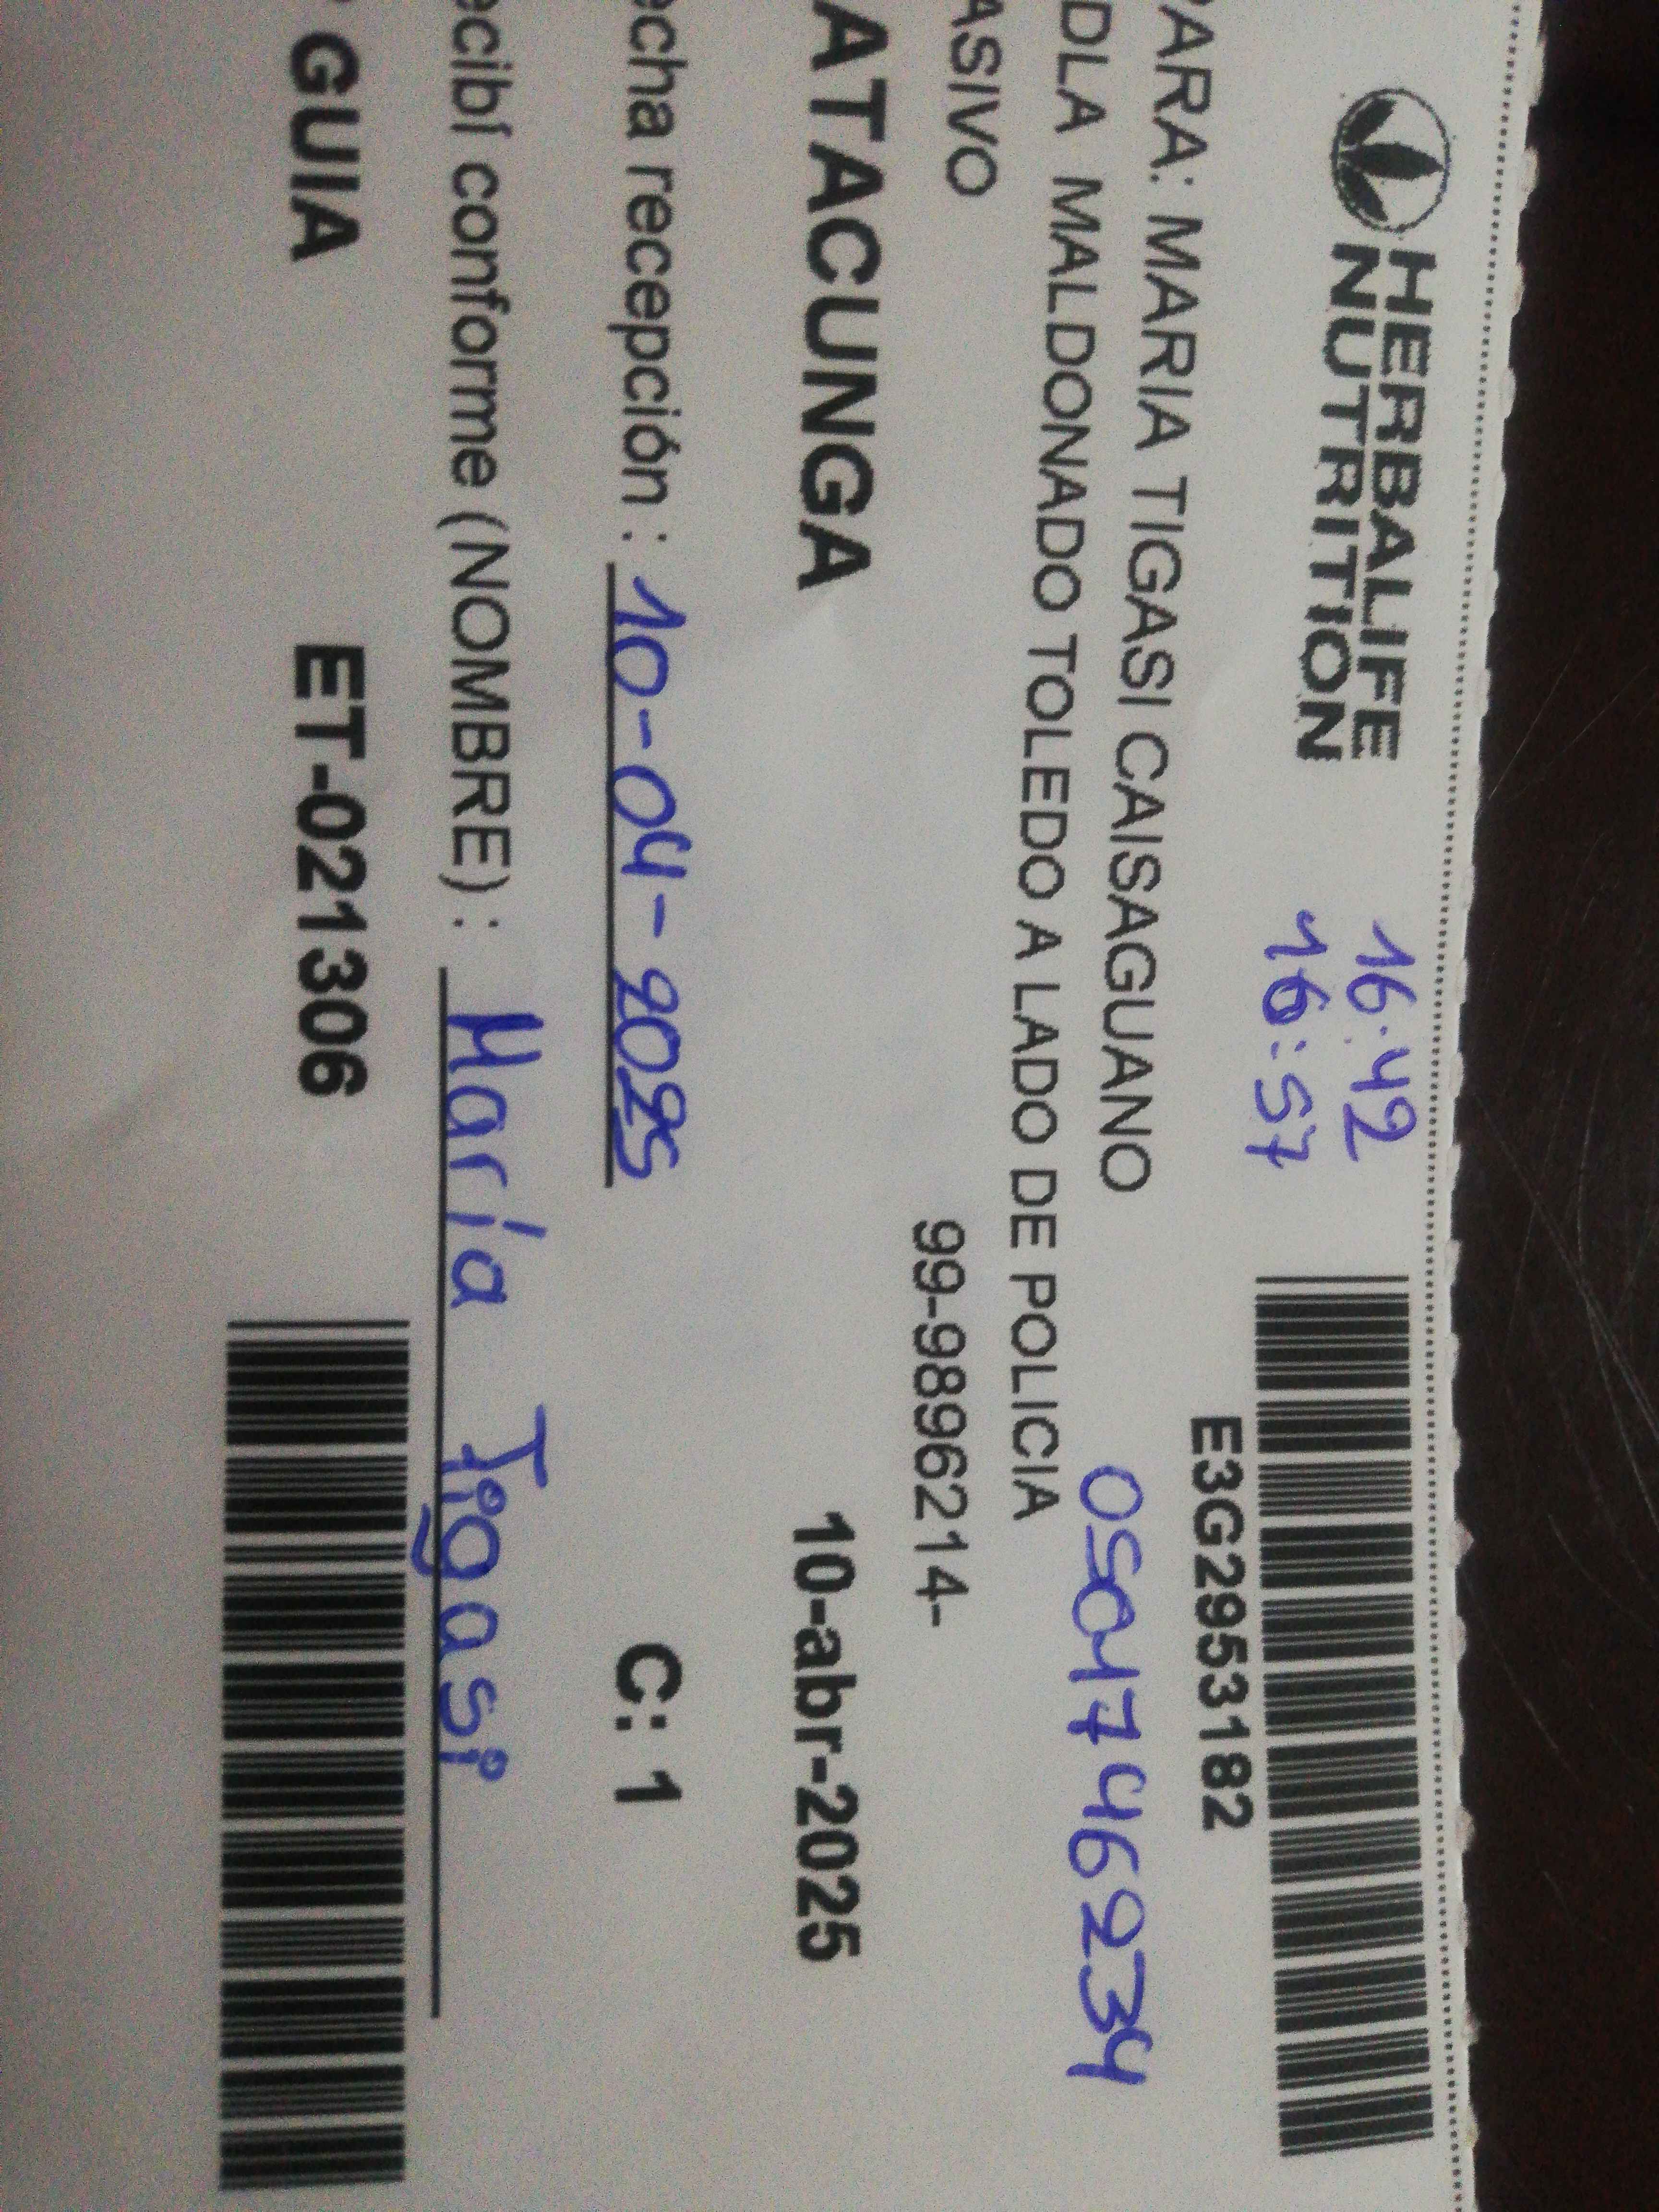 HERBALIFE
NUTRITION
16:42
16:57
E3G2953182
PARA: MARIA TIGASI CAISAGUANO
0504746234
DLA MALDONADO TOLEDO A LADO DE POLICIA
ASIVO
99-9896214-
ATACUNGA 10-abr-2025
echa recepción : 10-04-2025 C: 1
ecibí conforme (NOMBRE) : María Tigasi
GUIA ET-021306